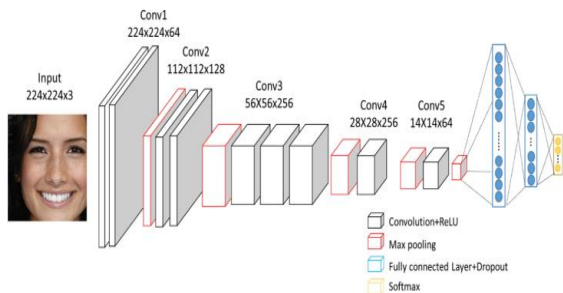 Conv1
224x224x64
Conv2
112x112x128
Input
224x224x3
Conv3
56X56x256
Conv4
28X28x256
Conv5
14X14x64
Convolution+ReLU
Max pooling
Fully connected Layer+Dropout
Softmax